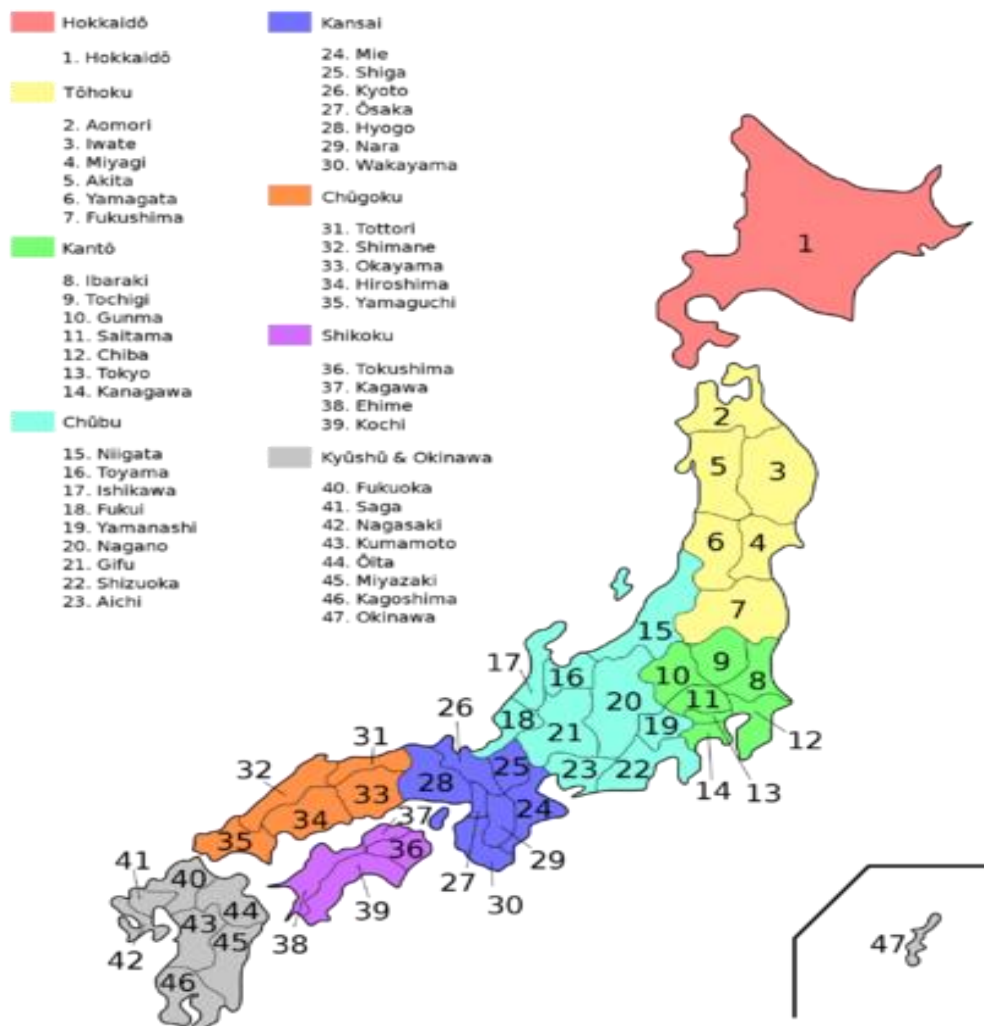 Hokkaidō
1. Hokkaidō
Tōhoku
2. Aomori
3. Iwate
4. Miyagi
5. Akita
6. Yamagata
7. Fukushima
Kantō
8. Ibaraki
9. Tochigi
10. Gunma
11. Saitama
12. Chiba
13. Tokyo
14. Kanagawa
Chūbu
15. Niigata
16. Toyama
17. Ishikawa
18. Fukui
19. Yamanashi
20. Nagano
21. Gifu
22. Shizuoka
23. Aichi
Kansai
24. Mie
25. Shiga
26. Kyoto
27. Ōsaka
28. Hyogo
29. Nara
30. Wakayama
Chūgoku
31. Tottori
32. Shimane
33. Okayama
34. Hiroshima
35. Yamaguchi
Shikoku
36. Tokushima
37. Kagawa
38. Ehime
39. Kochi
Kyūshū & Okinawa
40. Fukuoka
41. Saga
42. Nagasaki
43. Kumamoto
44. Ōita
45. Miyazaki
46. Kagoshima
47. Okinawa
1
2
5
3
6
4
7
15
9
17
16
10
8
20
11
26
18
21
19
12
31
25
23
22
14
13
32
28
33
24
34
37
35
36
29
41
40
27
30
44
39
43
45
38
42
46
47